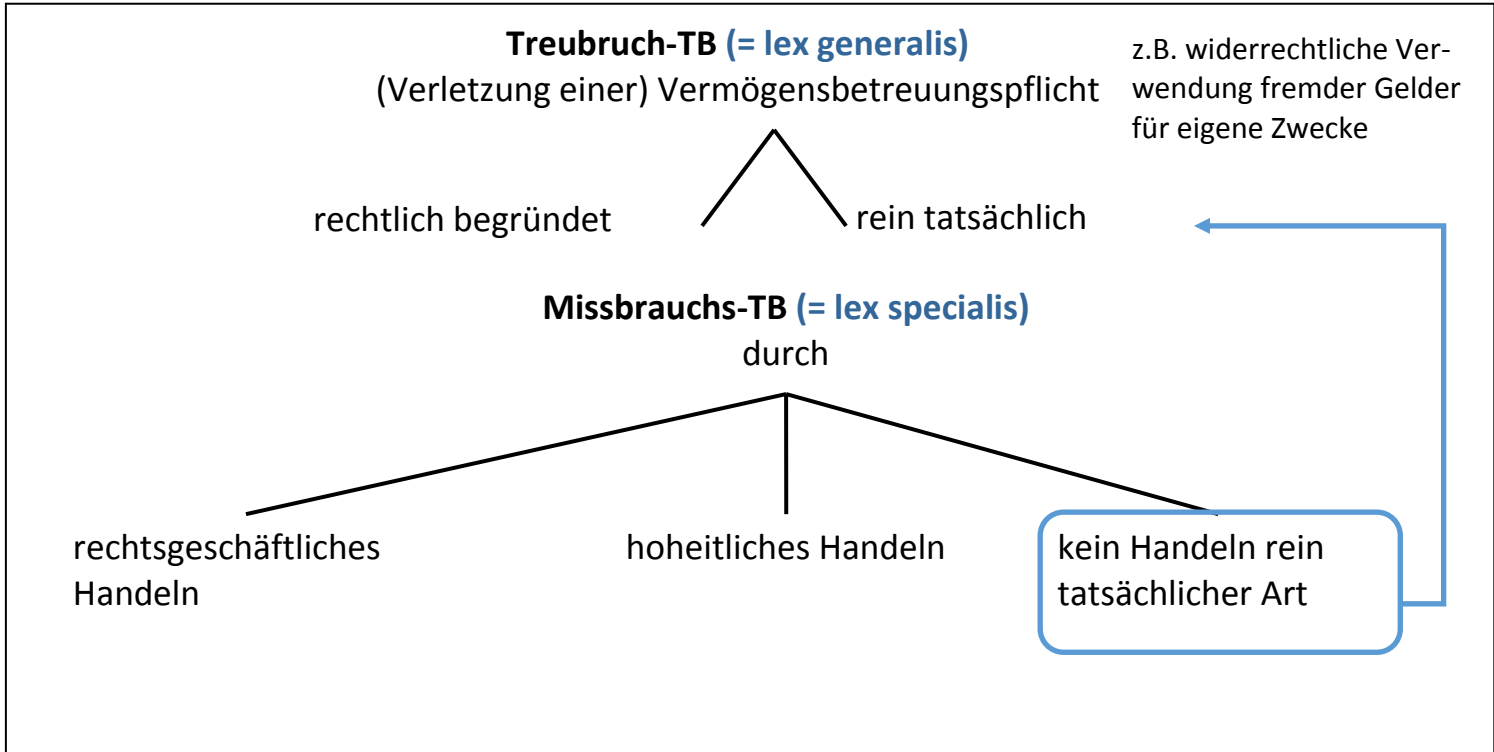 Treubruch-TB (= lex generalis)
(Verletzung einer) Vermögensbetreuungspflicht
z.B. widerrechtliche Ver-
wendung fremder Gelder
für eigene Zwecke
rechtlich begründet
rein tatsächlich
Missbrauchs-TB (= lex specialis)
durch
rechtsgeschäftliches
Handeln
hoheitliches Handeln
kein Handeln rein
tatsächlicher Art